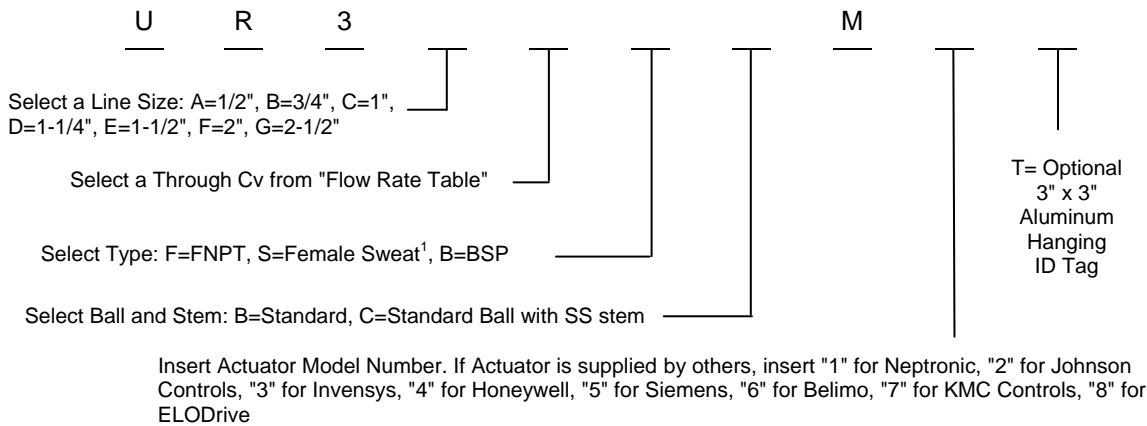 U R 3 M
Select a Line Size: A=1/2", B=3/4", C=1",
D=1-1/4", E=1-1/2", F=2", G=2-1/2"
Select a Through Cv from "Flow Rate Table"
T= Optional
3" x 3"
Aluminum
Hanging
ID Tag
Select Type: F=FNPT, S=Female Sweat¹, B=BSP
Select Ball and Stem: B=Standard, C=Standard Ball with SS stem
Insert Actuator Model Number. If Actuator is supplied by others, insert "1" for Neptronic, "2" for Johnson
Controls, "3" for Invensys, "4" for Honeywell, "5" for Siemens, "6" for Belimo, "7" for KMC Controls, "8" for
ELODrive